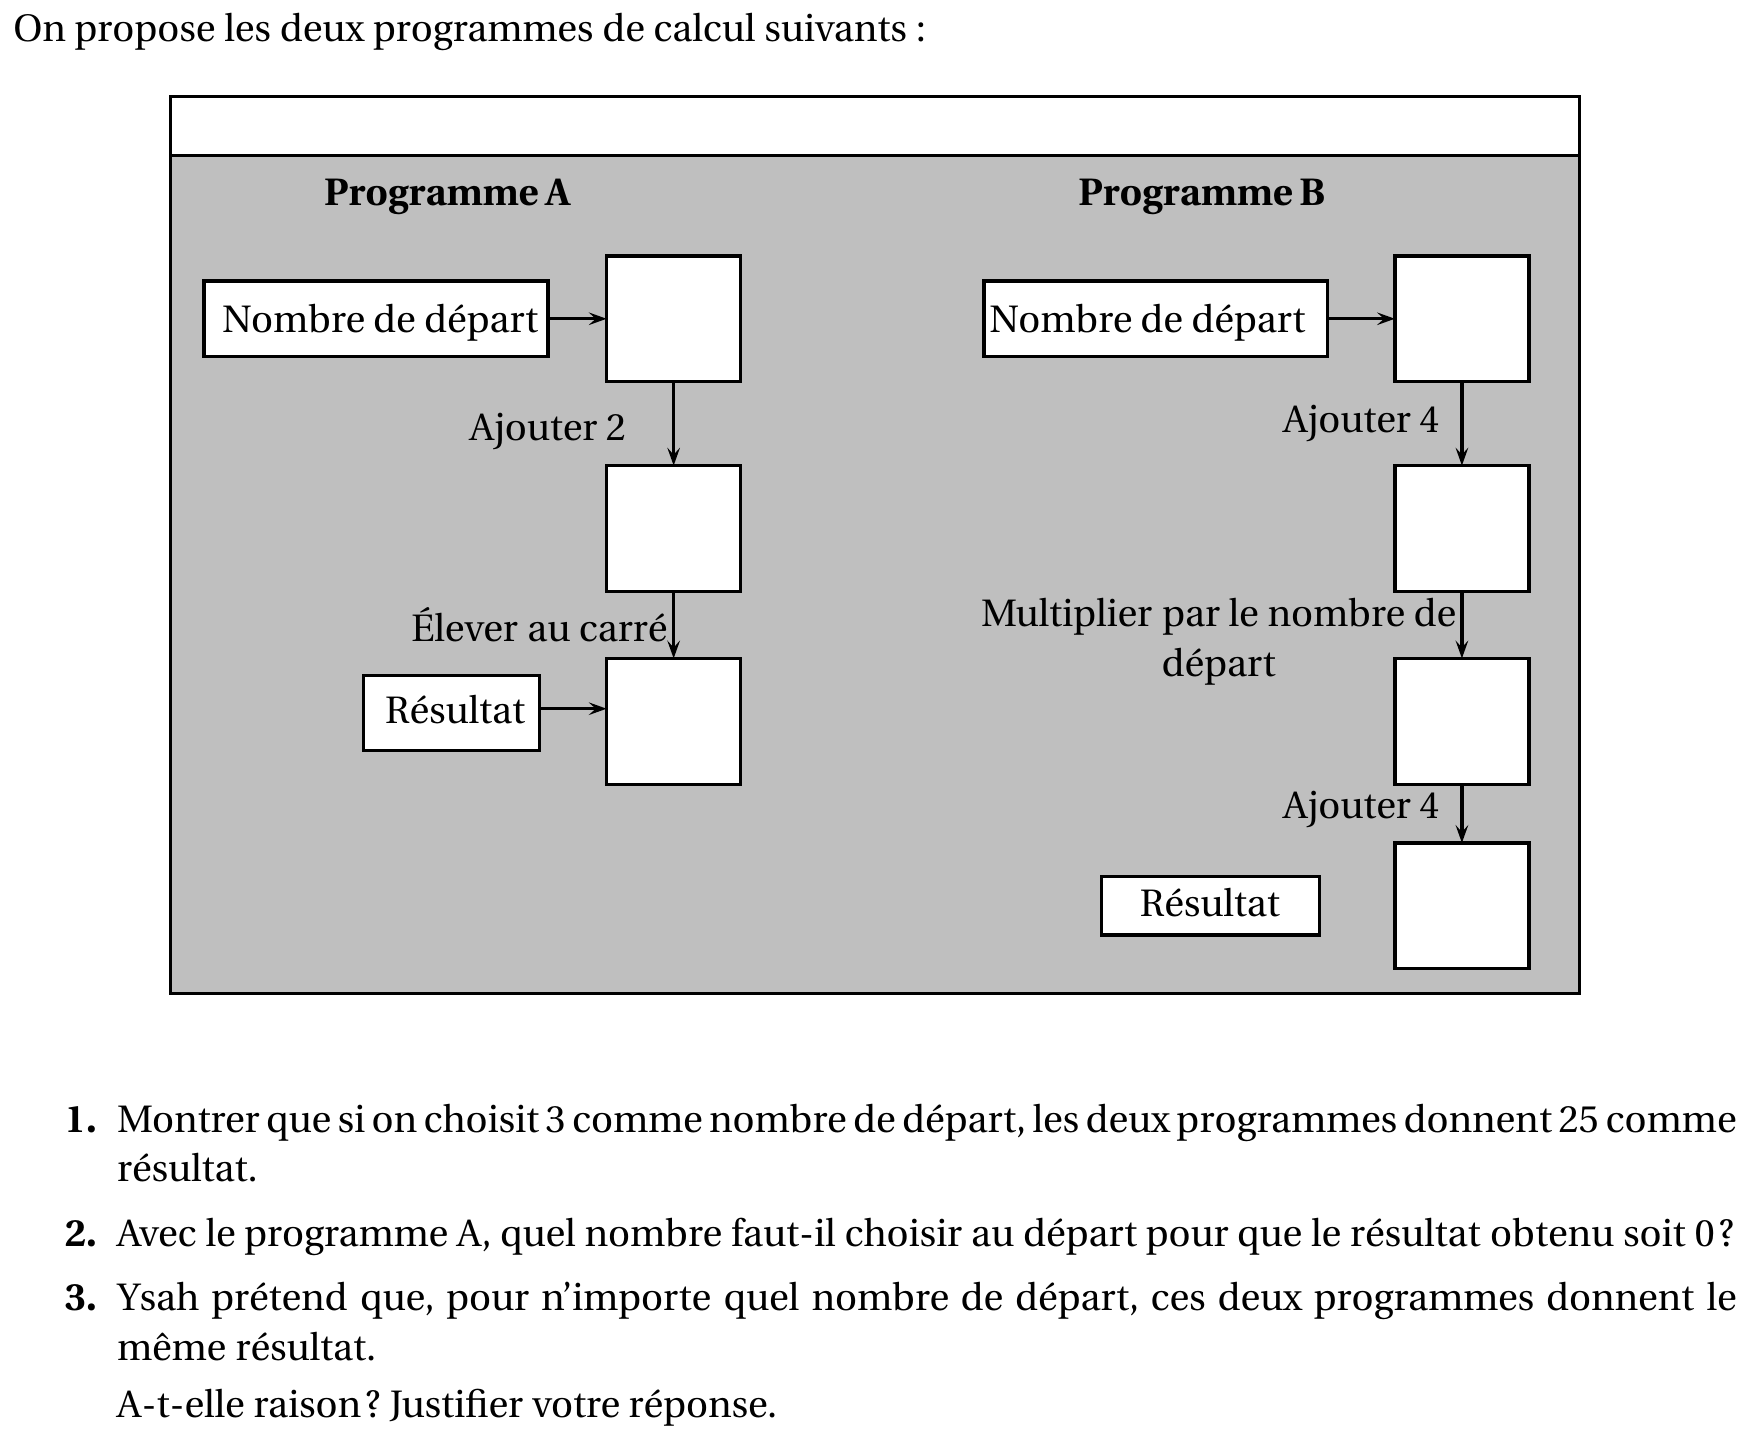 On propose les deux programmes de calcul suivants :
Programme A
Nombre de départ
Ajouter 2
Élever au carré
Résultat
Programme B
Nombre de départ
Ajouter 4
Multiplier par le nombre de
départ
Ajouter 4
Résultat
1. Montrer que si on choisit 3 comme nombre de départ, les deux programmes donnent 25 comme
résultat.
2. Avec le programme A, quel nombre faut-il choisir au départ pour que le résultat obtenu soit 0 ?
3. Ysah prétend que, pour n’importe quel nombre de départ, ces deux programmes donnent le
même résultat.
A-t-elle raison ? Justifier votre réponse.